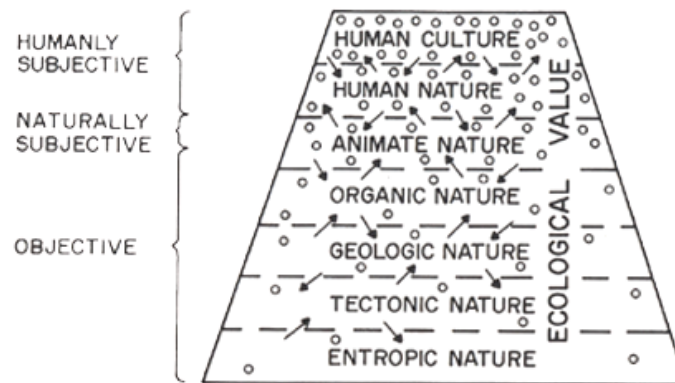 HUMANLY
SUBJECTIVE
NATURALLY
SUBJECTIVE
OBJECTIVE
HUMAN CULTURE
HUMAN NATURE
ANIMATE NATURE
ORGANIC NATURE
GEOLOGIC NATURE
TECTONIC NATURE
ENTROPIC NATURE
ECOLOGICAL VALUE